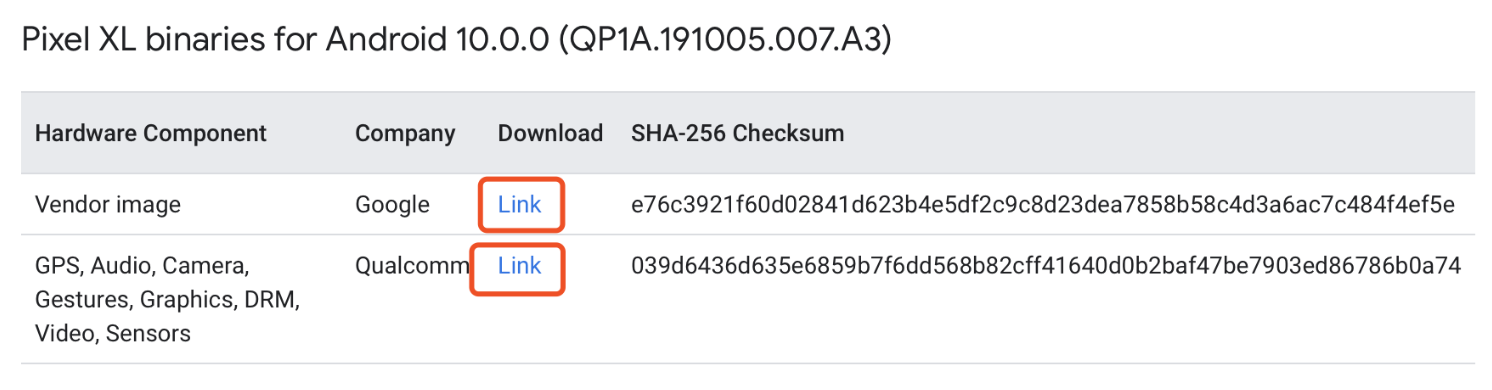 Pixel XL binaries for Android 10.0.0 (QP1A.191005.007.A3)
Hardware Component Company Download SHA-256 Checksum
Vendor image Google Link e76c3921f60d02841d623b4e5df2c9c8d23dea7858b58c4d3a6ac7c484f4ef5e
GPS, Audio, Camera, Qualcomm Link 039d6436d635e6859b7f6dd568b82cff41640d0b2baf47be7903ed86786b0a74
Gestures, Graphics, DRM,
Video, Sensors